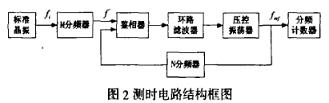 标准晶振
f_i
M分频器
f
鉴相器
环路滤波器
压控振荡器
f_out
分频计数器
N分频器
图2 测时电路结构框图